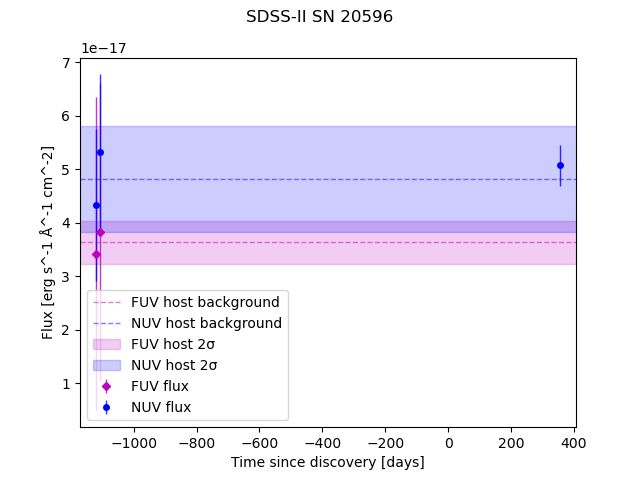 SDSS-II SN 20596
1e−17
7
6
5
4
3
2
1
Flux [erg s^-1 Å^-1 cm^-2]
FUV host background
NUV host background
FUV host 2σ
NUV host 2σ
FUV flux
NUV flux
−1000 −800 −600 −400 −200 0 200 400
Time since discovery [days]